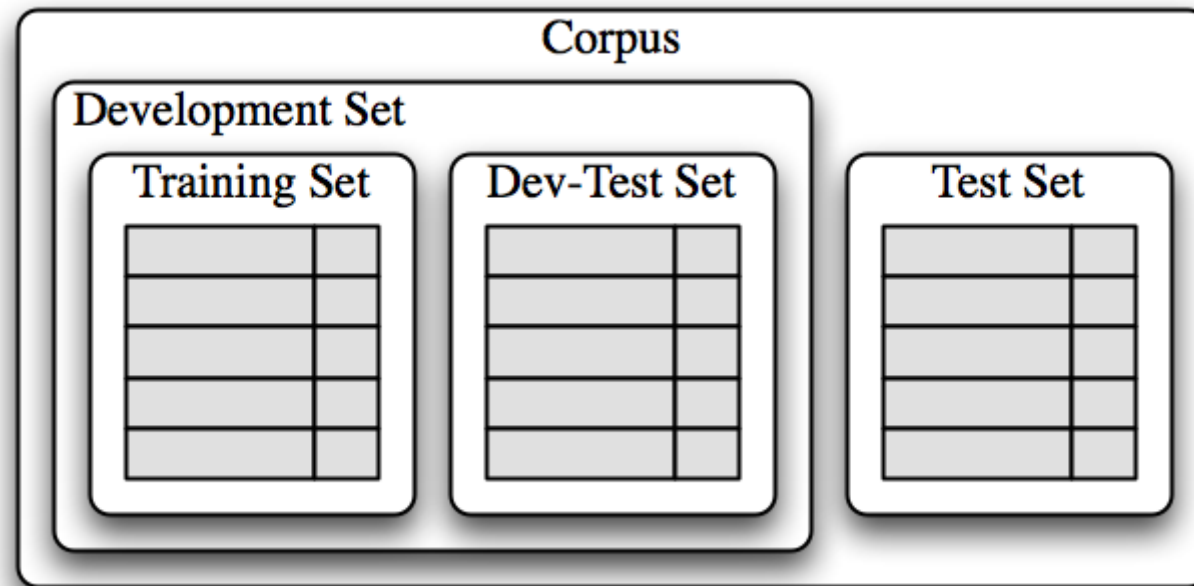 Corpus
Development Set
Training Set
Dev-Test Set
Test Set